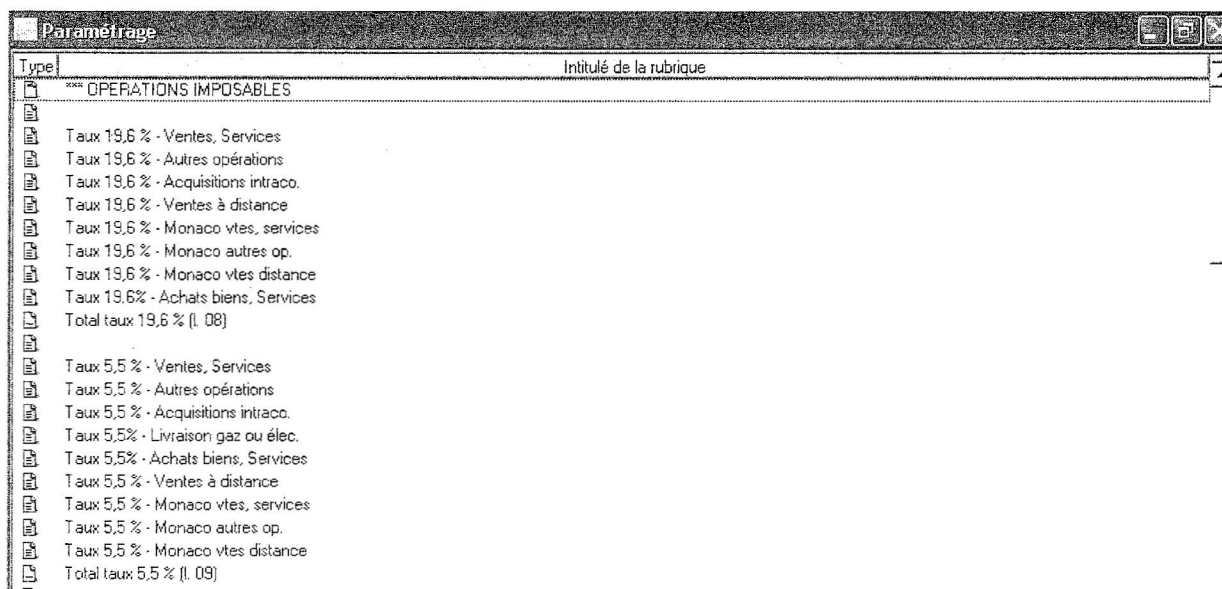 Paramétrage
Type Intitulé de la rubrique
*** OPERATIONS IMPOSABLES
Taux 19,6 % - Ventes, Services
Taux 19,6 % - Autres opérations
Taux 19,6 % - Acquisitions intraco.
Taux 19,6 % - Ventes à distance
Taux 19,6 % - Monaco vtes, services
Taux 19,6 % - Monaco autres op.
Taux 19,6 % - Monaco vtes distance
Taux 19.6% - Achats biens, Services
Total taux 19,6 % (l. 08)
Taux 5,5 % - Ventes, Services
Taux 5,5 % - Autres opérations
Taux 5,5 % - Acquisitions intraco.
Taux 5,5% - Livraison gaz ou élec.
Taux 5,5% - Achats biens, Services
Taux 5,5 % - Ventes à distance
Taux 5,5 % - Monaco vtes, services
Taux 5,5 % - Monaco autres op.
Taux 5,5 % - Monaco vtes distance
Total taux 5,5 % (l. 09)